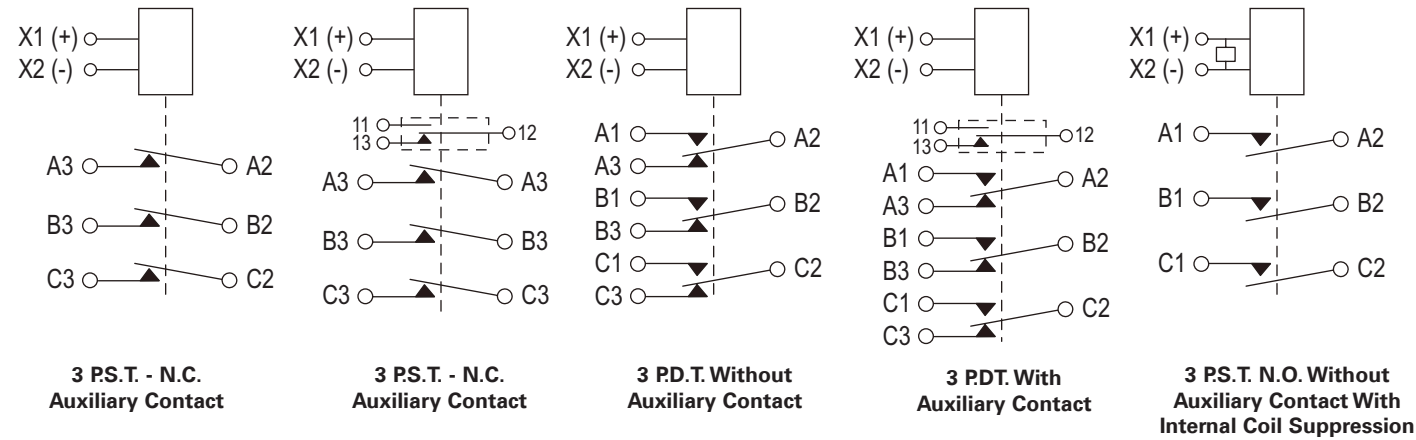 X1 (+)
X2 (-)
A3 A2
B3 B2
C3 C2
3 P.S.T. - N.C.
Auxiliary Contact
X1 (+)
X2 (-)
11
13 12
A3 A3
B3 B3
C3 C3
3 P.S.T. - N.C.
Auxiliary Contact
X1 (+)
X2 (-)
A1 A2
A3
B1 B2
B3
C1 C2
C3
3 P.D.T. Without
Auxiliary Contact
X1 (+)
X2 (-)
11
13 12
A1 A2
A3
B1 B2
B3
C1 C2
C3
3 P.DT. With
Auxiliary Contact
X1 (+)
X2 (-)
A1 A2
B1 B2
C1 C2
3 P.S.T. N.O. Without
Auxiliary Contact With
Internal Coil Suppression